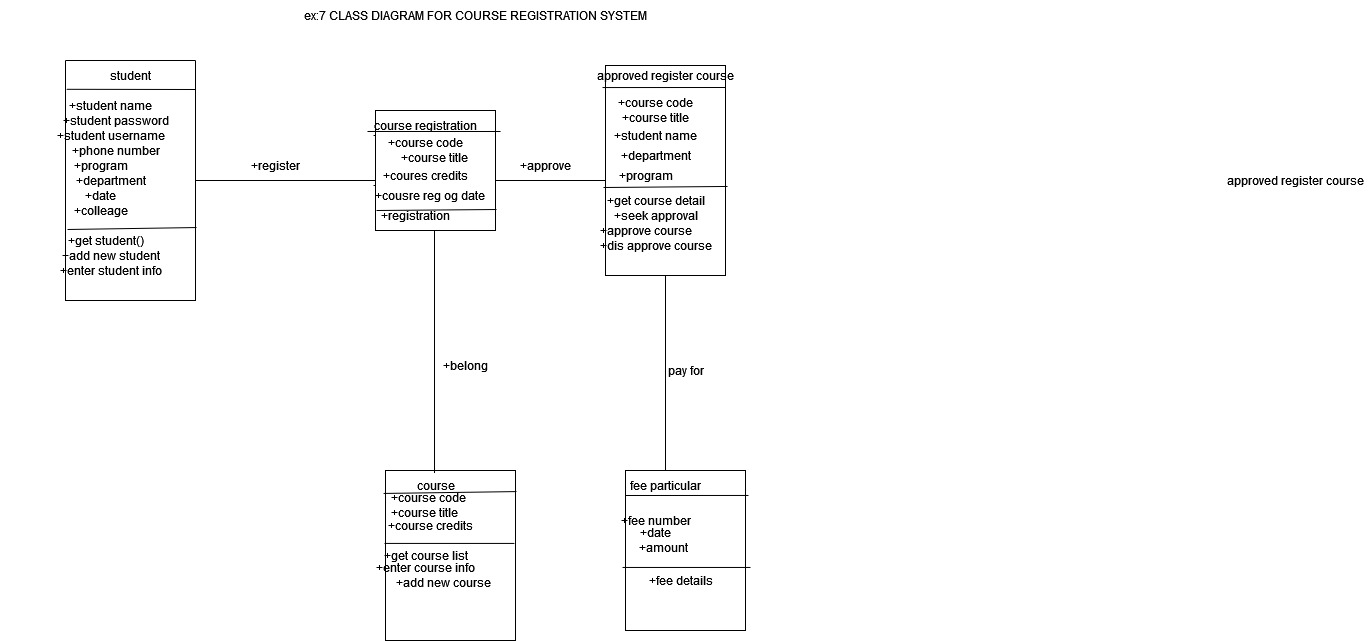 ex:7 CLASS DIAGRAM FOR COURSE REGISTRATION SYSTEM
student
+student name
+student password
+student username
+phone number
+program
+department
+date
+colleage
+get student()
+add new student
+enter student info
+register
course registration
+course code
+course title
+coures credits
+cousre reg og date
+registration
+approve
approved register course
+course code
+course title
+student name
+department
+program
+get course detail
+seek approval
+approve course
+dis approve course
approved register course
+belong
pay for
course
+course code
+course title
+course credits
+get course list
+enter course info
+add new course
fee particular
+fee number
+date
+amount
+fee details